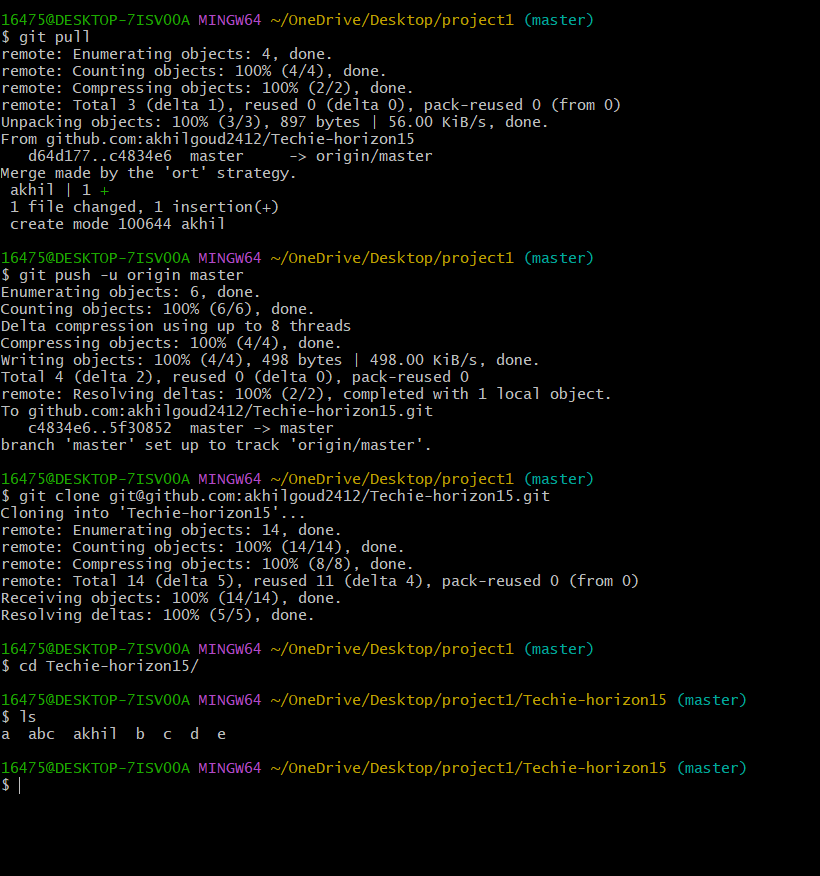 16475@DESKTOP-7ISVO0A MINGW64 ~/OneDrive/Desktop/project1 (master)
$ git pull
remote: Enumerating objects: 4, done.
remote: Counting objects: 100% (4/4), done.
remote: Compressing objects: 100% (2/2), done.
remote: Total 3 (delta 1), reused 0 (delta 0), pack-reused 0 (from 0)
Unpacking objects: 100% (3/3), 897 bytes | 56.00 KiB/s, done.
From github.com:akhilgoud2412/Techie-horizon15
   d64d177..c4834e6  master     -> origin/master
Merge made by the 'ort' strategy.
 akhil | 1 +
 1 file changed, 1 insertion(+)
 create mode 100644 akhil
16475@DESKTOP-7ISVO0A MINGW64 ~/OneDrive/Desktop/project1 (master)
$ git push -u origin master
Enumerating objects: 6, done.
Counting objects: 100% (6/6), done.
Delta compression using up to 8 threads
Compressing objects: 100% (4/4), done.
Writing objects: 100% (4/4), 498 bytes | 498.00 KiB/s, done.
Total 4 (delta 2), reused 0 (delta 0), pack-reused 0
remote: Resolving deltas: 100% (2/2), completed with 1 local object.
To github.com:akhilgoud2412/Techie-horizon15.git
   c4834e6..5f30852  master -> master
branch 'master' set up to track 'origin/master'.
16475@DESKTOP-7ISVO0A MINGW64 ~/OneDrive/Desktop/project1 (master)
$ git clone git@github.com:akhilgoud2412/Techie-horizon15.git
Cloning into 'Techie-horizon15'...
remote: Enumerating objects: 14, done.
remote: Counting objects: 100% (14/14), done.
remote: Compressing objects: 100% (8/8), done.
remote: Total 14 (delta 5), reused 11 (delta 4), pack-reused 0 (from 0)
Receiving objects: 100% (14/14), done.
Resolving deltas: 100% (5/5), done.
16475@DESKTOP-7ISVO0A MINGW64 ~/OneDrive/Desktop/project1 (master)
$ cd Techie-horizon15/
16475@DESKTOP-7ISVO0A MINGW64 ~/OneDrive/Desktop/project1/Techie-horizon15 (master)
$ ls
a  abc  akhil  b  c  d  e
16475@DESKTOP-7ISVO0A MINGW64 ~/OneDrive/Desktop/project1/Techie-horizon15 (master)
$